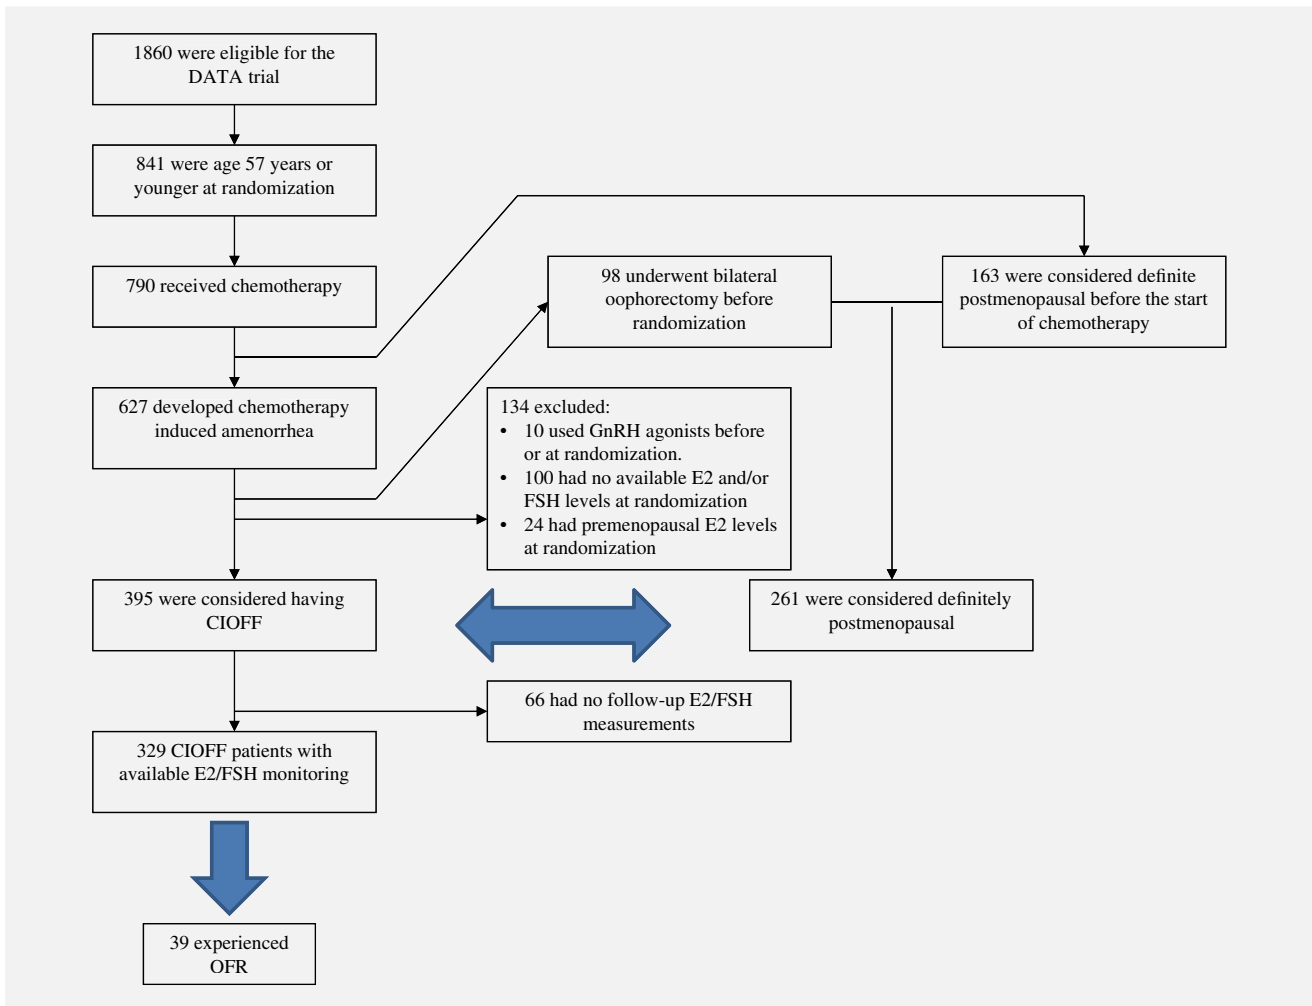 1860 were eligible for the
DATA trial
841 were age 57 years or
younger at randomization
790 received chemotherapy
98 underwent bilateral
oophorectomy before
randomization
163 were considered definite
postmenopausal before the start
of chemotherapy
627 developed chemotherapy
induced amenorrhea
134 excluded:
• 10 used GnRH agonists before
or at randomization.
• 100 had no available E2 and/or
FSH levels at randomization
• 24 had premenopausal E2 levels
at randomization
395 were considered having
CIOFF
261 were considered definitely
postmenopausal
66 had no follow-up E2/FSH
measurements
329 CIOFF patients with
available E2/FSH monitoring
39 experienced
OFR